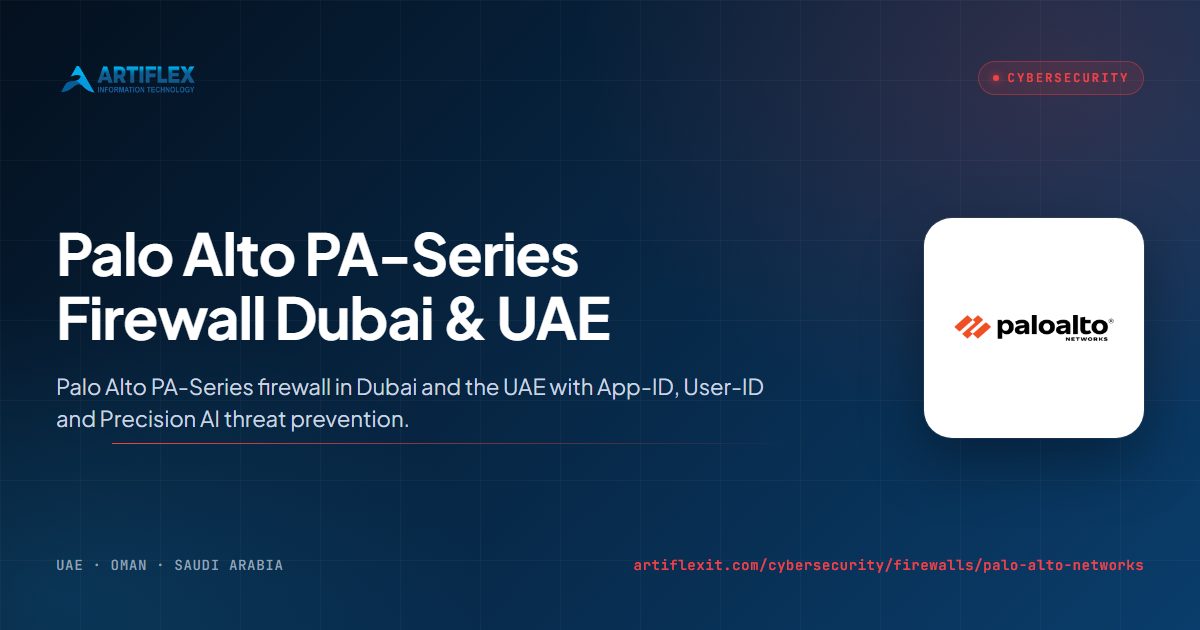 ARTIFLEX
INFORMATION TECHNOLOGY
CYBERSECURITY
Palo Alto PA-Series
Firewall Dubai & UAE
Palo Alto PA-Series firewall in Dubai and the UAE with App-ID, User-ID
and Precision AI threat prevention.
paloalto®
NETWORKS
UAE · OMAN · SAUDI ARABIA
artiflexit.com/cybersecurity/firewalls/palo-alto-networks